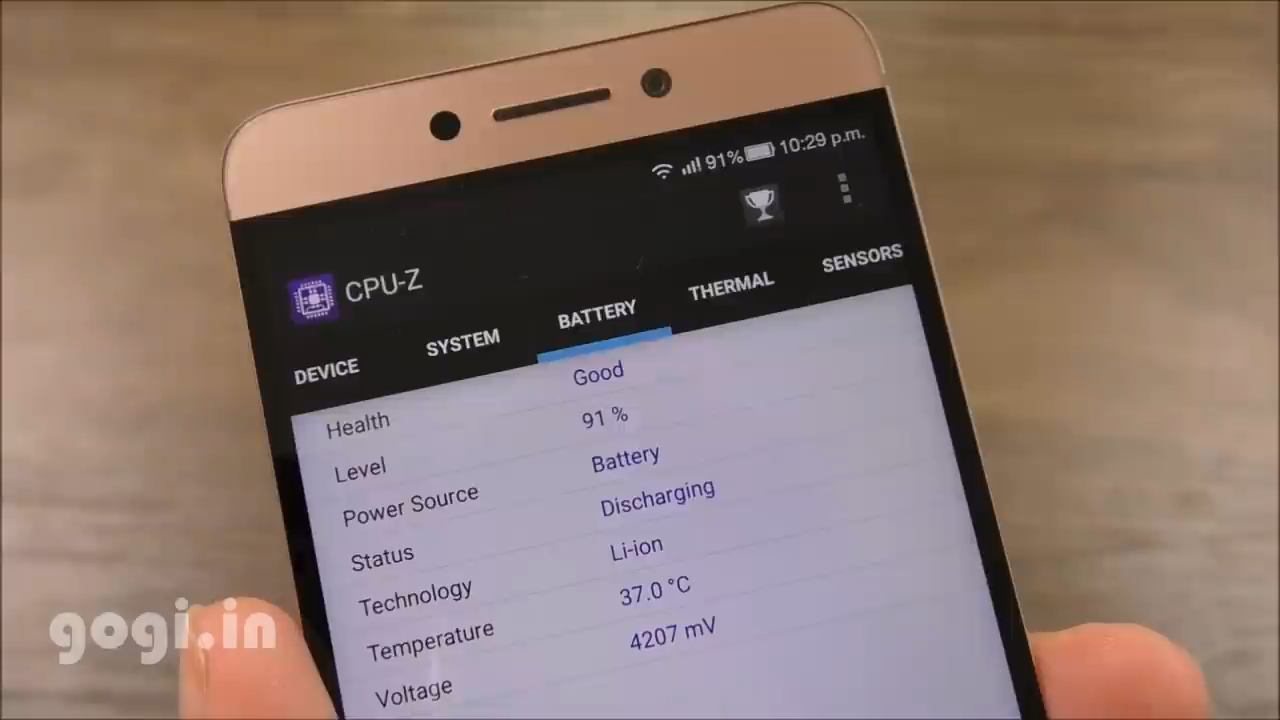 91% 10:29 p.m.
CPU-Z
DEVICE SYSTEM BATTERY THERMAL SENSORS
Health Good
Level 91 %
Power Source Battery
Status Discharging
Technology Li-ion
Temperature 37.0 °C
Voltage 4207 mV
gogi.in